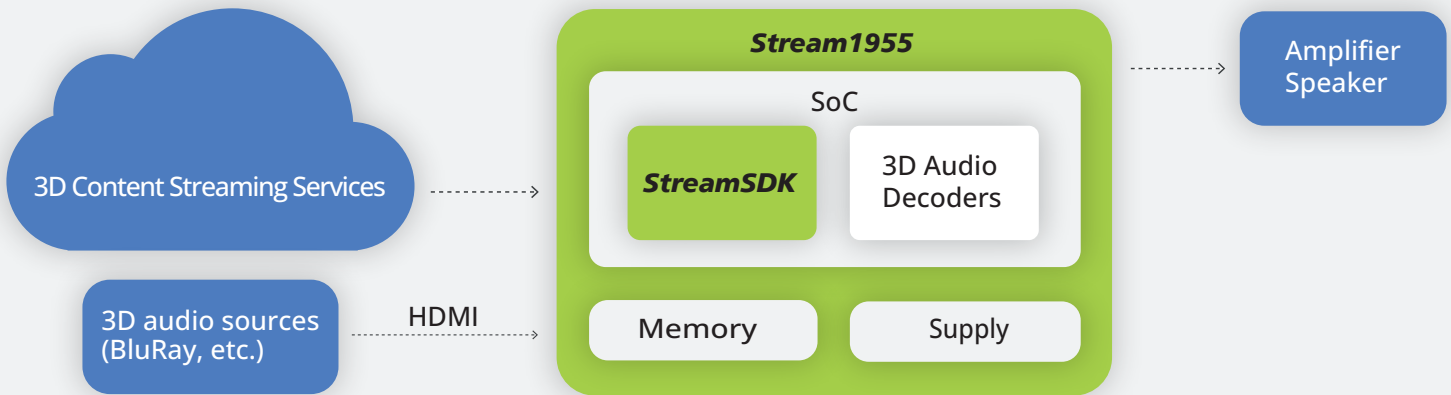 3D Content Streaming Services
3D audio sources
(BluRay, etc.)
HDMI
Stream1955
SoC
StreamSDK
3D Audio
Decoders
Memory
Supply
Amplifier
Speaker